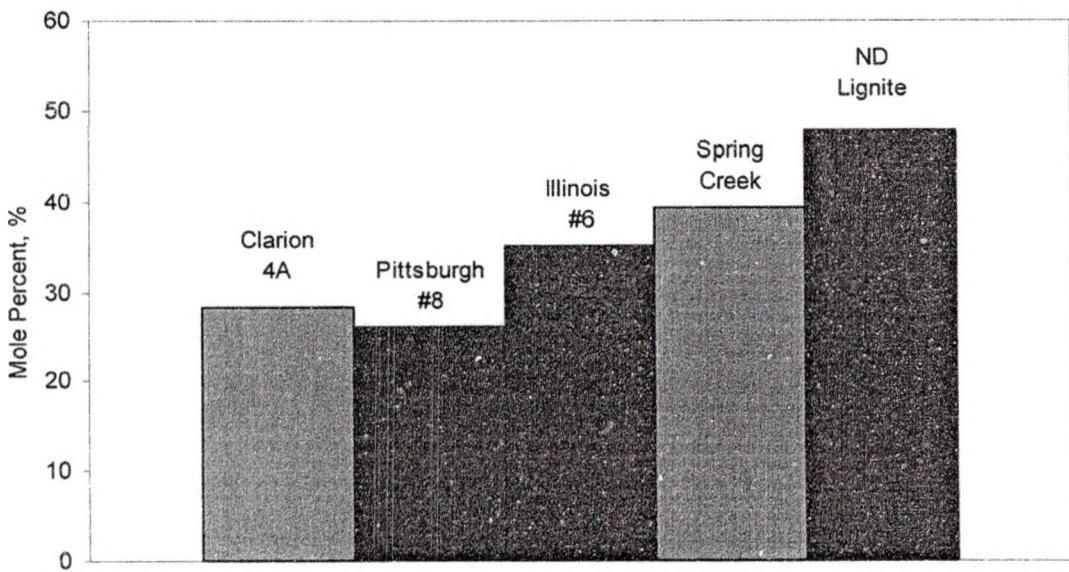 60
50
40
30
20
10
0
Mole Percent, %
Clarion
4A
Pittsburgh
#8
Illinois
#6
Spring
Creek
ND
Lignite